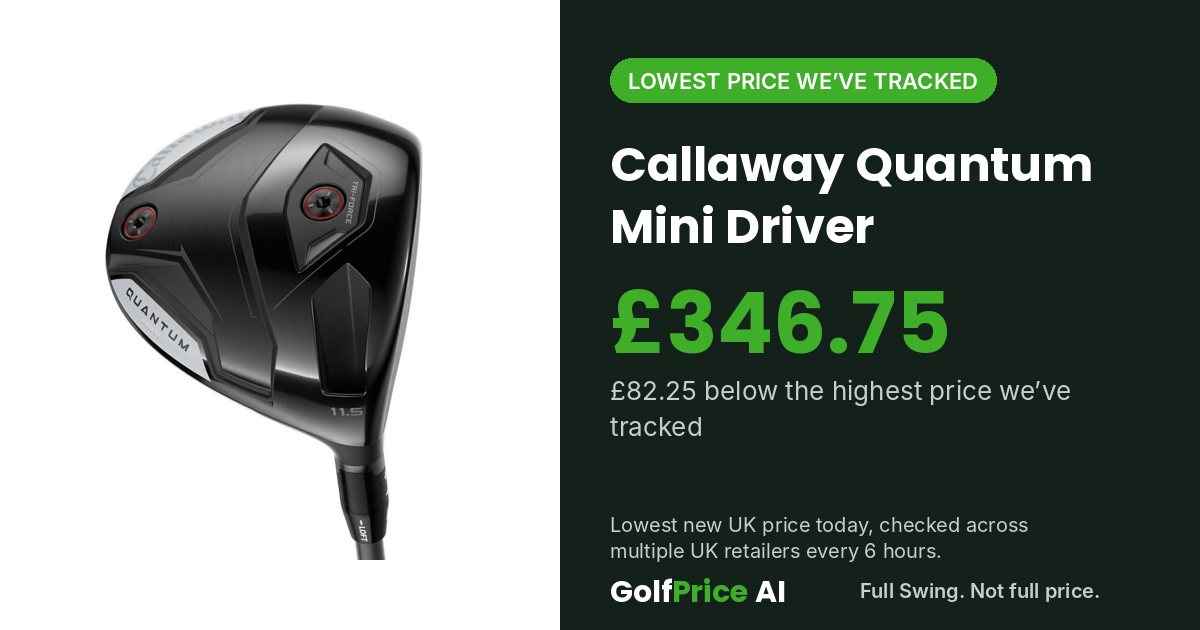 Callaway
QUANTUM
TRI-FORCE
11.5
LOFT
LOWEST PRICE WE’VE TRACKED
Callaway Quantum
Mini Driver
£346.75
£82.25 below the highest price we’ve
tracked
Lowest new UK price today, checked across
multiple UK retailers every 6 hours.
GolfPrice AI
Full Swing. Not full price.